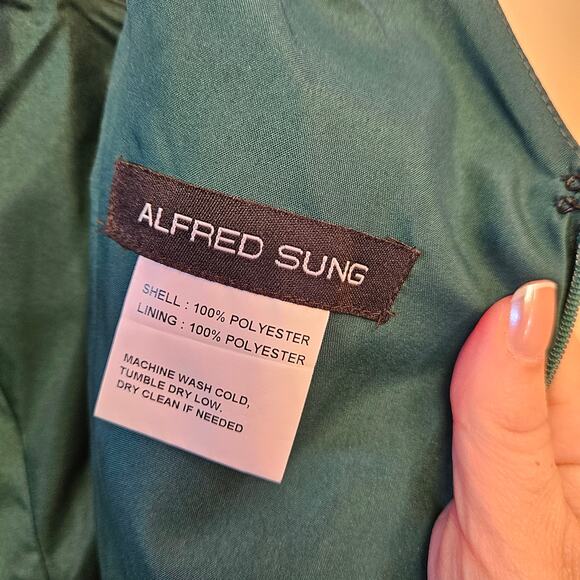 ALFRED SUNG
SHELL : 100% POLYESTER
LINING : 100% POLYESTER
MACHINE WASH COLD,
TUMBLE DRY LOW.
DRY CLEAN IF NEEDED